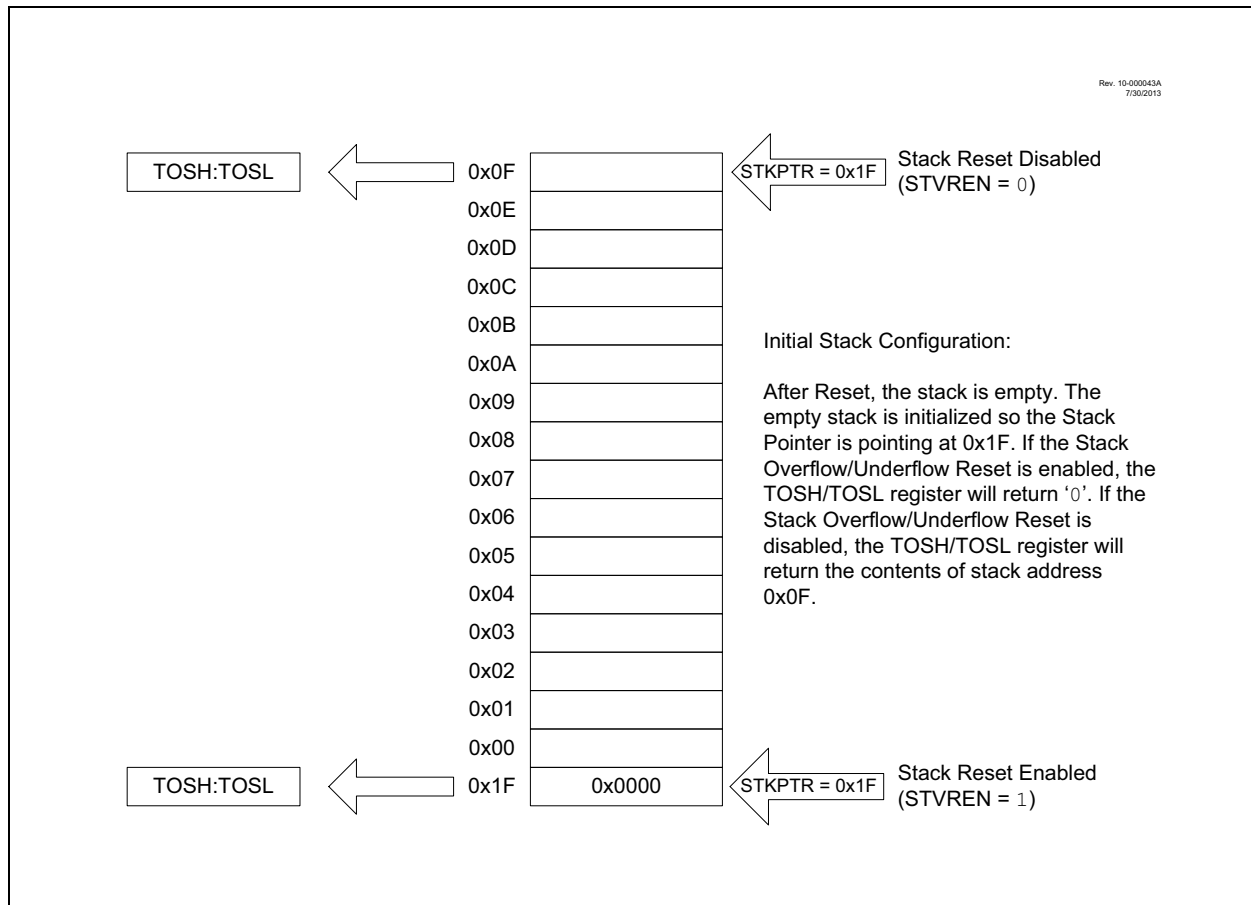 Rev. 10-000043A
7/30/2013
TOSH:TOSL
0x0F
STKPTR = 0x1F
Stack Reset Disabled
(STVREN = 0)
0x0E
0x0D
0x0C
0x0B
0x0A
0x09
0x08
0x07
0x06
0x05
0x04
0x03
0x02
0x01
0x00
Initial Stack Configuration:
After Reset, the stack is empty. The
empty stack is initialized so the Stack
Pointer is pointing at 0x1F. If the Stack
Overflow/Underflow Reset is enabled, the
TOSH/TOSL register will return ‘0’. If the
Stack Overflow/Underflow Reset is
disabled, the TOSH/TOSL register will
return the contents of stack address
0x0F.
TOSH:TOSL
0x1F
0x0000
STKPTR = 0x1F
Stack Reset Enabled
(STVREN = 1)